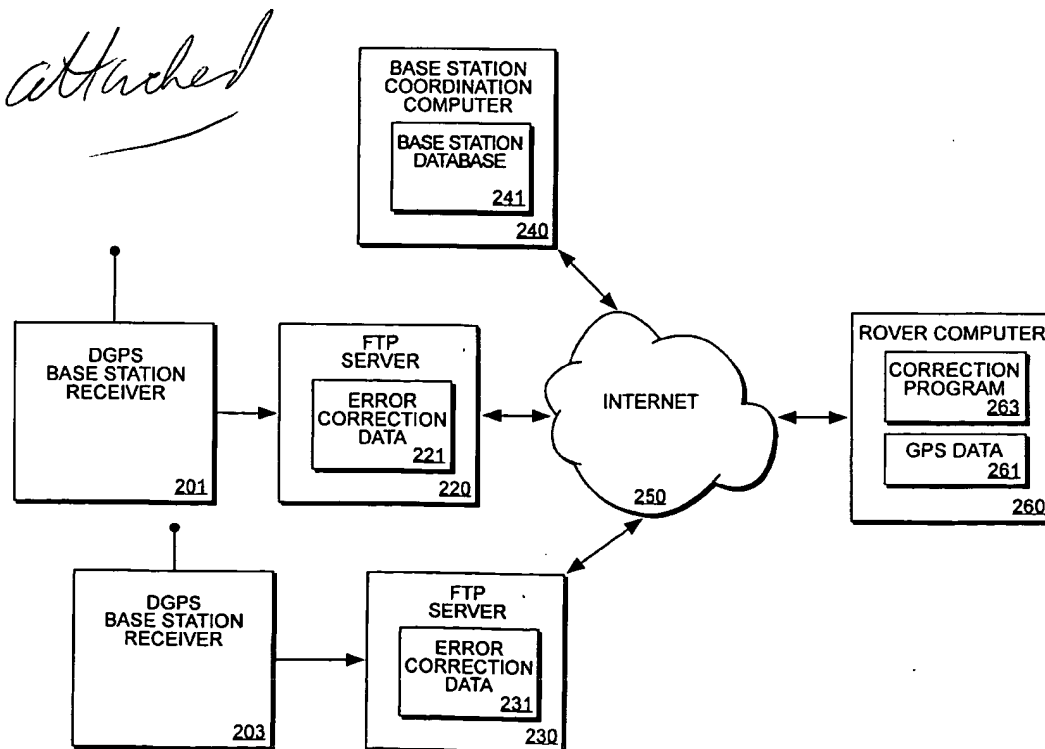 attached
BASE STATION
COORDINATION
COMPUTER
BASE STATION
DATABASE
241
240
DGPS
BASE STATION
RECEIVER
201
FTP
SERVER
ERROR
CORRECTION
DATA
221
220
INTERNET
250
ROVER COMPUTER
CORRECTION
PROGRAM
263
GPS DATA
261
260
DGPS
BASE STATION
RECEIVER
203
FTP
SERVER
ERROR
CORRECTION
DATA
231
230